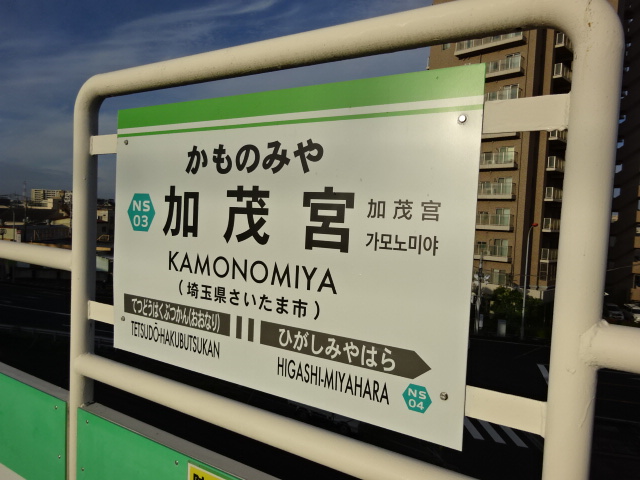 かものみや
NS
03
加茂宮
加茂宮
가모노미야
KAMONOMIYA
(埼玉県さいたま市)
てつどうはくぶつかん(おおなり)
ひがしみやはら
TETSUDŌ-HAKUBUTSUKAN
HIGASHI-MIYAHARA
NS
04